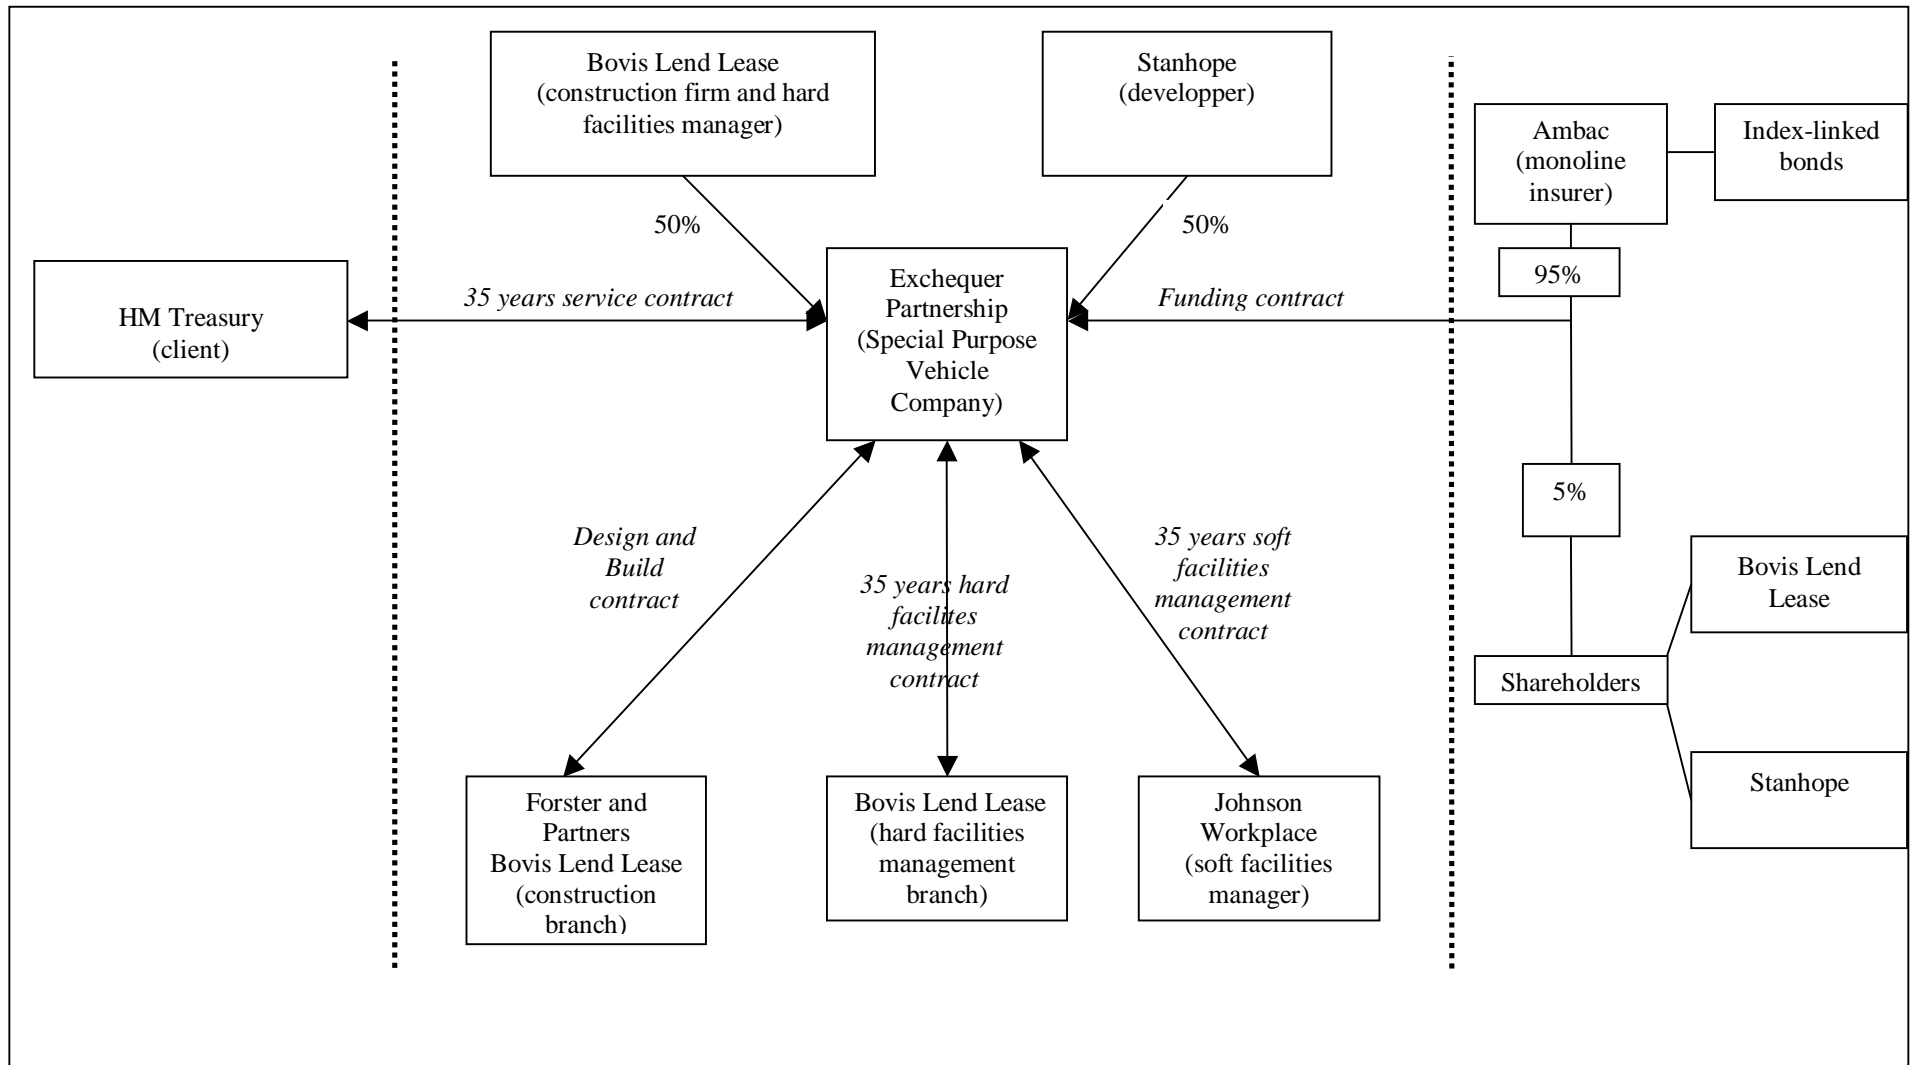 Bovis Lend Lease
(construction firm and hard
facilities manager)
Stanhope
(developper)
Ambac
(monoline
insurer)
Index-linked
bonds
50%
50%
95%
HM Treasury
(client)
35 years service contract
Exchequer
Partnership
(Special Purpose
Vehicle
Company)
Funding contract
5%
Design and
Build
contract
35 years hard
facilites
management
contract
35 years soft
facilities
management
contract
Bovis Lend
Lease
Shareholders
Stanhope
Forster and
Partners
Bovis Lend Lease
(construction
branch)
Bovis Lend Lease
(hard facilities
management
branch)
Johnson
Workplace
(soft facilities
manager)